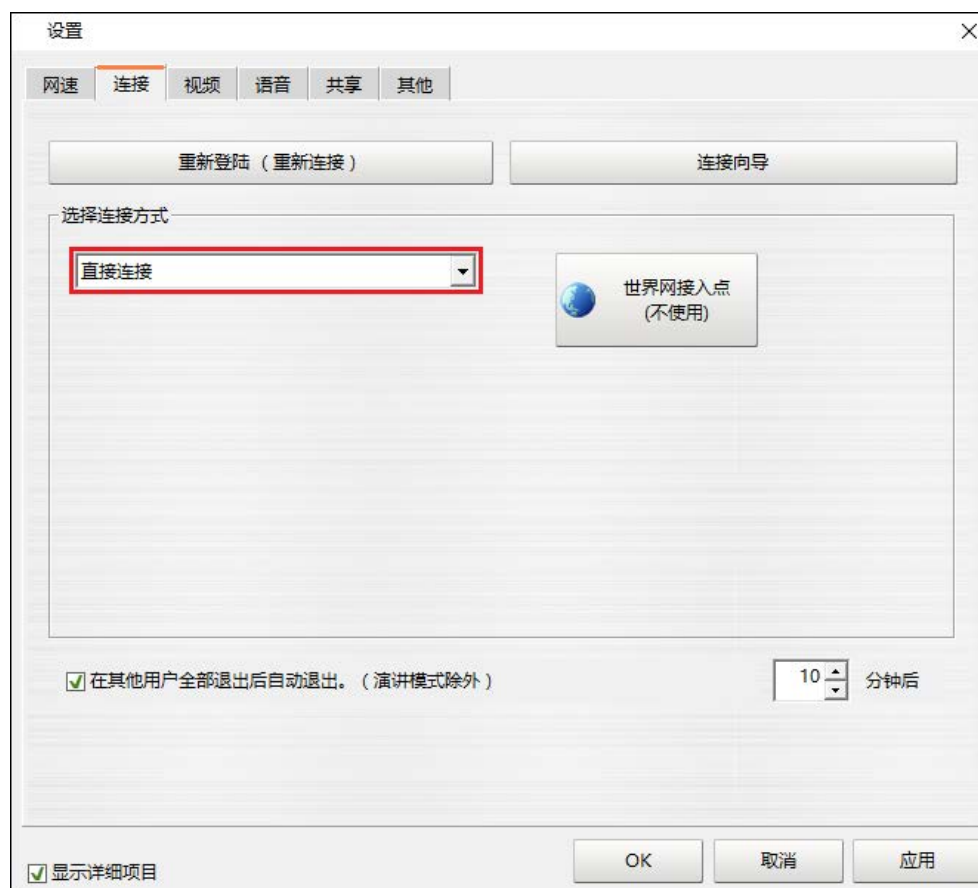 设置
网速 连接 视频 语音 共享 其他
重新登陆（重新连接） 连接向导
选择连接方式
直接连接
世界网接入点
(不使用)
在其他用户全部退出后自动退出。（演讲模式除外） 10 分钟后
显示详细项目 OK 取消 应用